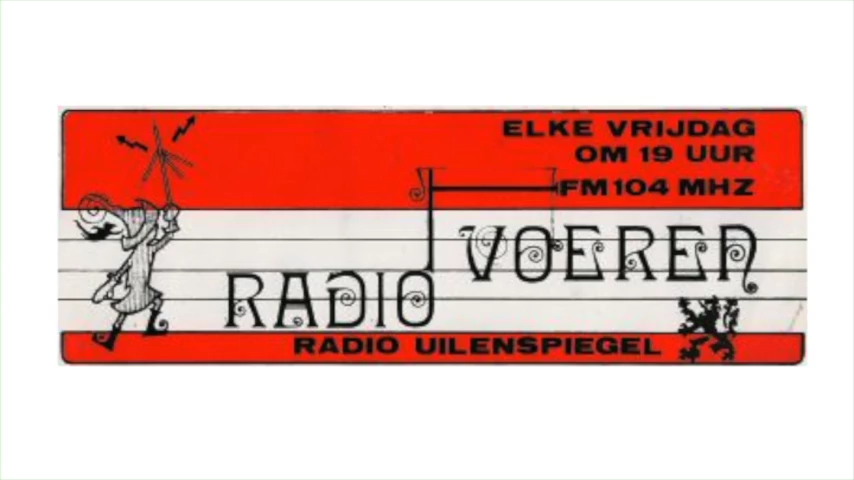 ELKE VRIJDAG
OM 19 UUR
FM 104 MHZ
RADIO VOEREN
RADIO UILENSPIEGEL